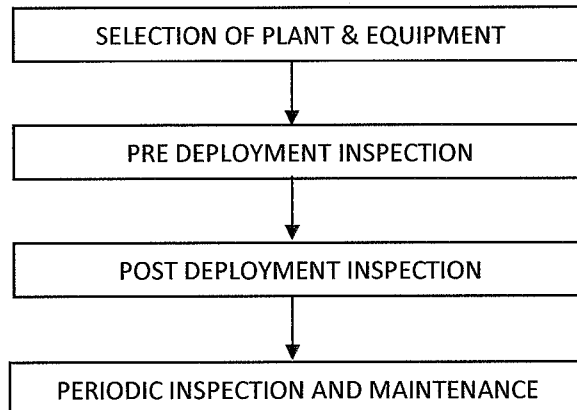 SELECTION OF PLANT & EQUIPMENT
PRE DEPLOYMENT INSPECTION
POST DEPLOYMENT INSPECTION
PERIODIC INSPECTION AND MAINTENANCE